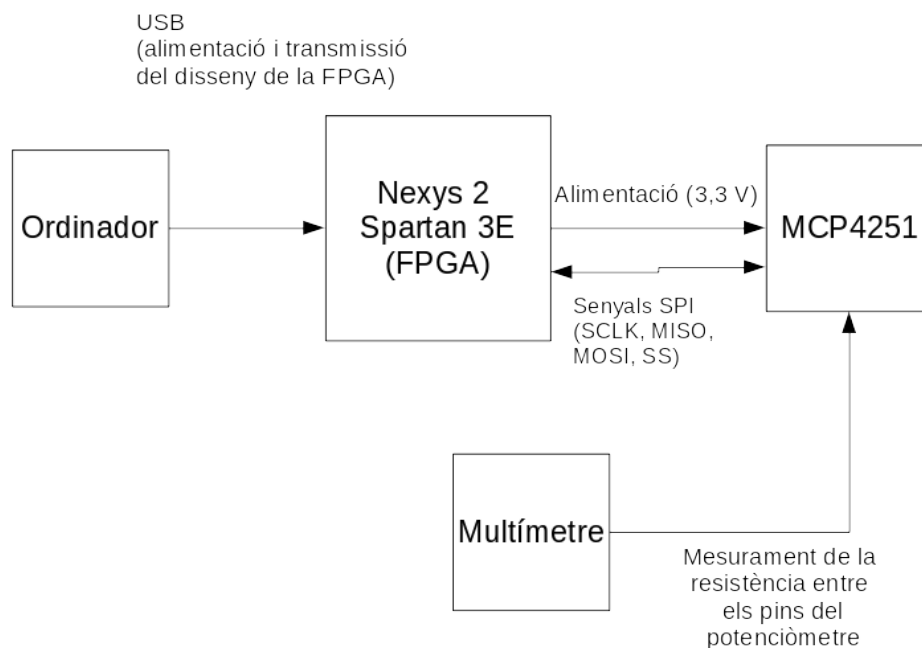 USB
(alimentació i transmissió
del disseny de la FPGA)
Ordinador
Nexys 2
Spartan 3E
(FPGA)
Alimentació (3,3 V)
MCP4251
Senyals SPI
(SCLK, MISO,
MOSI, SS)
Multímetre
Mesurament de la
resistència entre
els pins del
potenciòmetre